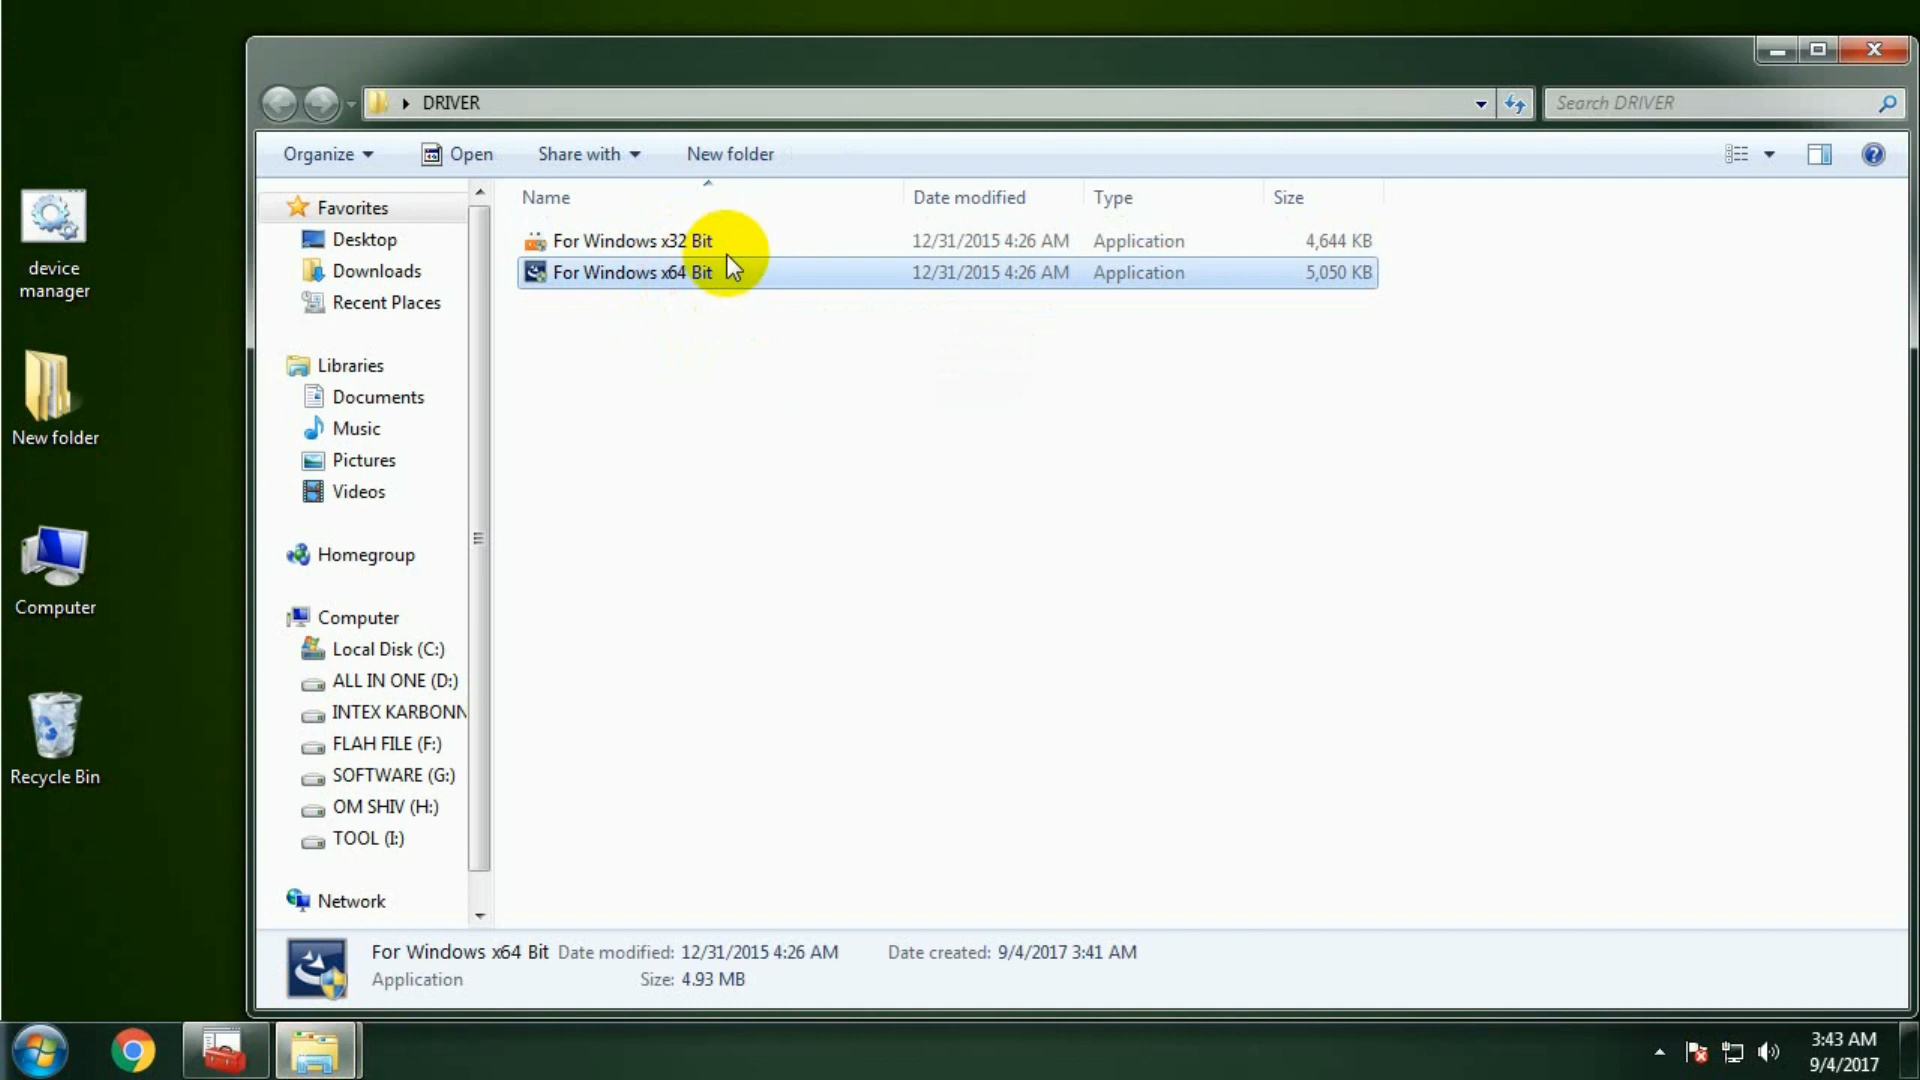 DRIVER
Search DRIVER
Organize
Open
Share with
New folder
Name
Date modified
Type
Size
For Windows x32 Bit 12/31/2015 4:26 AM Application 4,644 KB
For Windows x64 Bit 12/31/2015 4:26 AM Application 5,050 KB
Favorites
Desktop
Downloads
Recent Places
Libraries
Documents
Music
Pictures
Videos
Homegroup
Computer
Local Disk (C:)
ALL IN ONE (D:)
INTEX KARBONN
FLAH FILE (F:)
SOFTWARE (G:)
OM SHIV (H:)
TOOL (I:)
Network
For Windows x64 Bit Date modified: 12/31/2015 4:26 AM Date created: 9/4/2017 3:41 AM
Application Size: 4.93 MB
device
manager
New folder
Computer
Recycle Bin
3:43 AM
9/4/2017